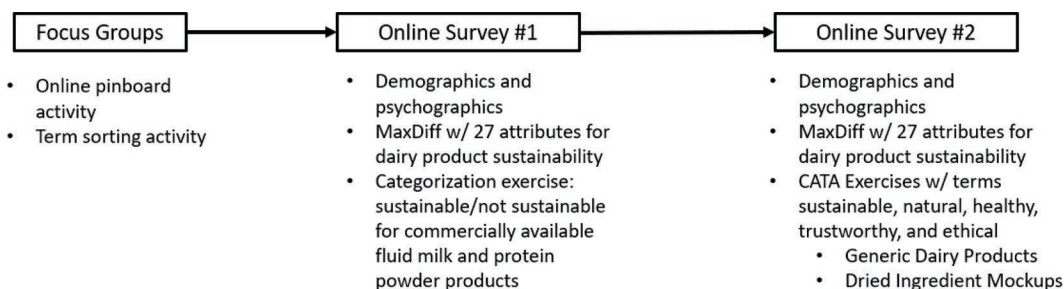 Focus Groups
• Online pinboard
activity
• Term sorting activity
Online Survey #1
• Demographics and
psychographics
• MaxDiff w/ 27 attributes for
dairy product sustainability
• Categorization exercise:
sustainable/not sustainable
for commercially available
fluid milk and protein
powder products
Online Survey #2
• Demographics and
psychographics
• MaxDiff w/ 27 attributes for
dairy product sustainability
• CATA Exercises w/ terms
sustainable, natural, healthy,
trustworthy, and ethical
• Generic Dairy Products
• Dried Ingredient Mockups